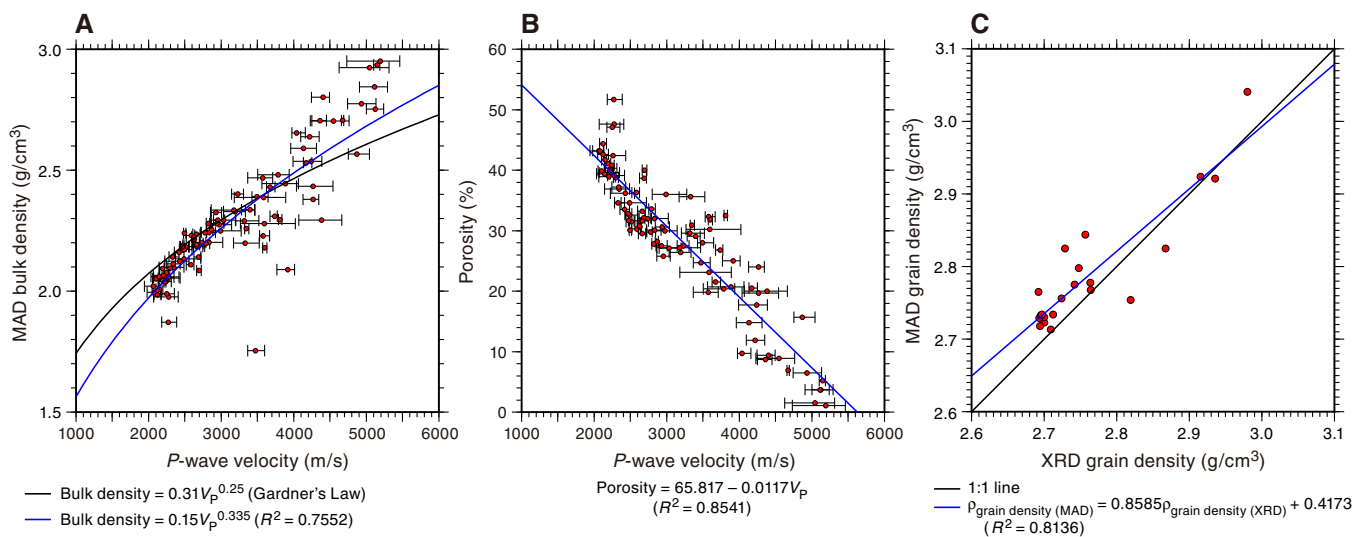 A
B
C
3.0
2.5
2.0
1.5
MAD bulk density (g/cm³)
1000 2000 3000 4000 5000 6000
P-wave velocity (m/s)
Bulk density = 0.31V_P^0.25 (Gardner's Law)
Bulk density = 0.15V_P^0.335 (R² = 0.7552)
60
50
40
30
20
10
0
Porosity (%)
1000 2000 3000 4000 5000 6000
P-wave velocity (m/s)
Porosity = 65.817 – 0.0117V_P
(R² = 0.8541)
3.1
3.0
2.9
2.8
2.7
2.6
MAD grain density (g/cm³)
2.6 2.7 2.8 2.9 3.0 3.1
XRD grain density (g/cm³)
1:1 line
ρgrain density (MAD) = 0.8585ρgrain density (XRD) + 0.4173
(R² = 0.8136)